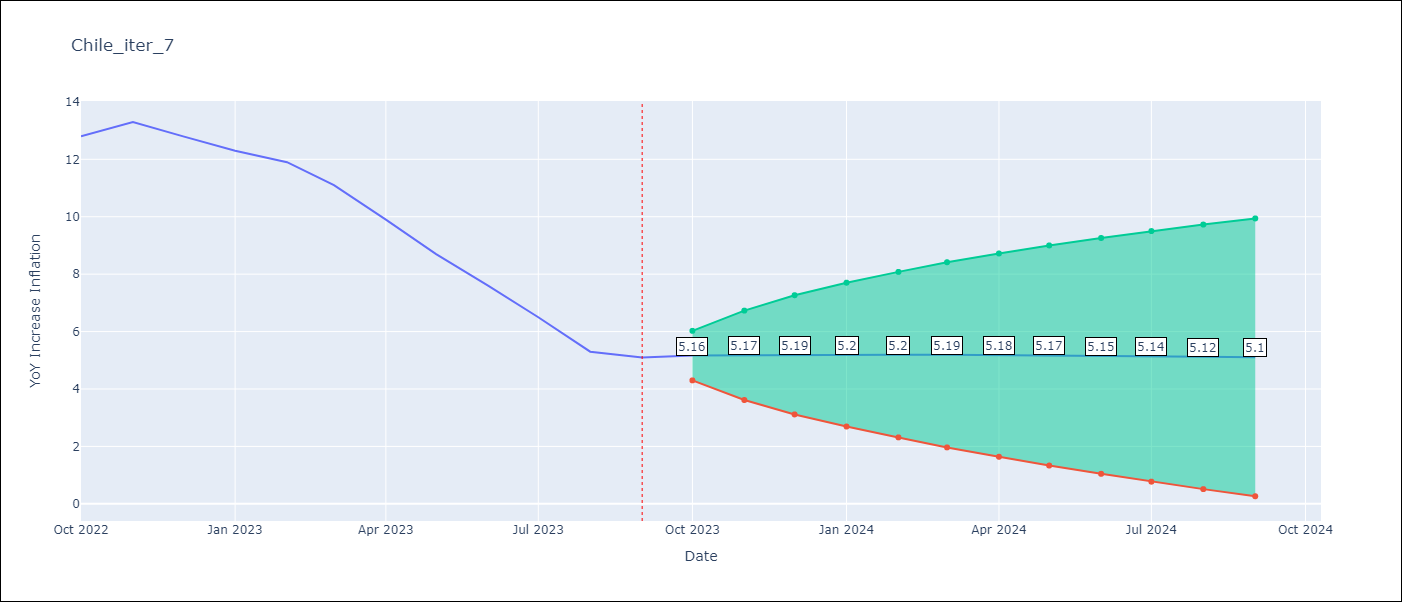 Chile_iter_7
YoY Increase Inflation
14
12
10
8
6
4
2
0
5.16
5.17
5.19
5.2
5.2
5.19
5.18
5.17
5.15
5.14
5.12
5.1
Oct 2022
Jan 2023
Apr 2023
Jul 2023
Oct 2023
Jan 2024
Apr 2024
Jul 2024
Oct 2024
Date